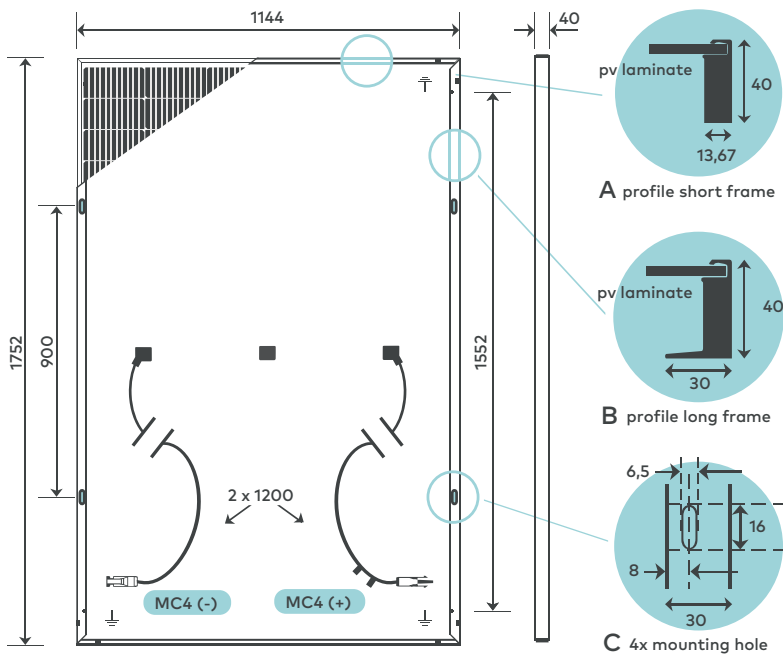 1144
40
pv laminate
40
13,67
A profile short frame
1752
900
1552
pv laminate
40
30
B profile long frame
6,5
2 x 1200
16
8
MC4 (-)
MC4 (+)
30
C 4x mounting hole